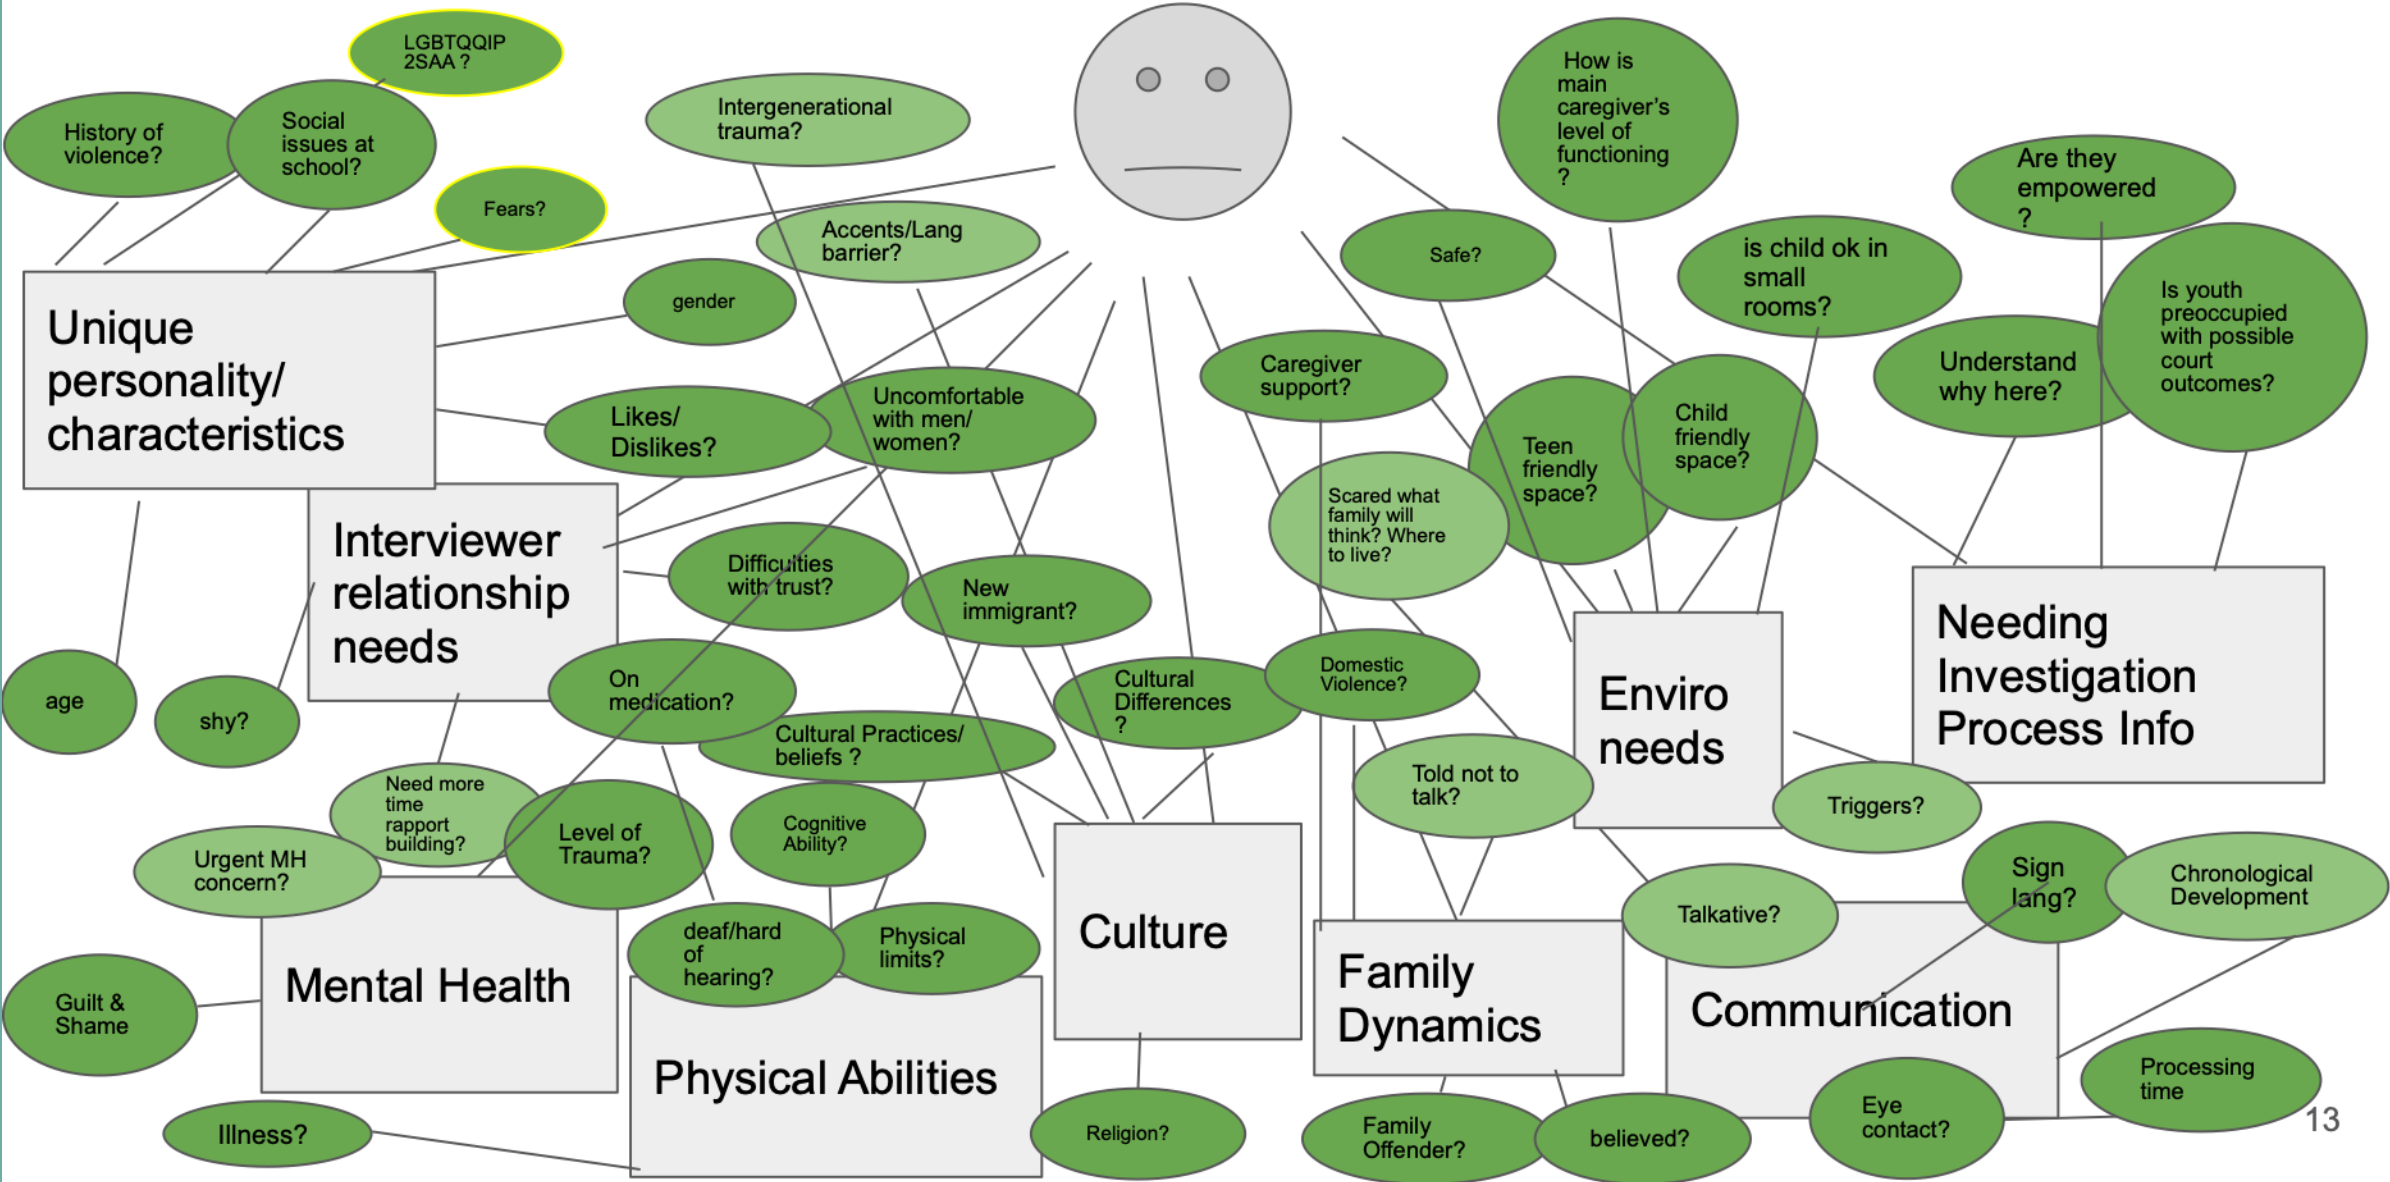 LGBTQQIP
2SAA ?
History of
violence?
Social
issues at
school?
Fears?
Intergenerational
trauma?
Accents/Lang
barrier?
gender
How is
main
caregiver's
level of
functioning
?
Safe?
is child ok in
small
rooms?
Are they
empowered
?
Understand
why here?
Is youth
preoccupied
with possible
court
outcomes?
Unique
personality/
characteristics
Likes/
Dislikes?
Uncomfortable
with men/
women?
Caregiver
support?
Teen
friendly
space?
Child
friendly
space?
Scared what
family will
think? Where
to live?
Interviewer
relationship
needs
Difficulties
with trust?
New
immigrant?
age
shy?
On
medication?
Cultural
Differences
?
Domestic
Violence?
Enviro
needs
Needing
Investigation
Process Info
Cultural Practices/
beliefs ?
Need more
time
rapport
building?
Urgent MH
concern?
Level of
Trauma?
Cognitive
Ability?
Told not to
talk?
Triggers?
Sign
lang?
Chronological
Development
Talkative?
deaf/hard
of
hearing?
Physical
limits?
Culture
Guilt &
Shame
Mental Health
Physical Abilities
Family
Dynamics
Communication
Illness?
Religion?
Family
Offender?
believed?
Eye
contact?
Processing
time
13